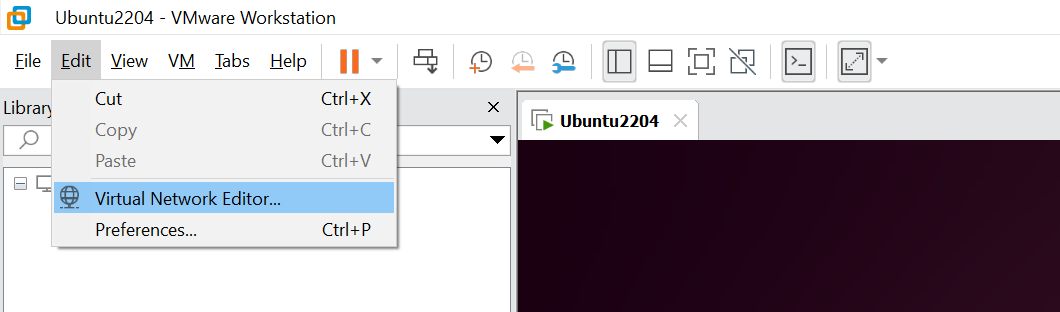 Ubuntu2204 - VMware Workstation
File Edit View VM Tabs Help
Library
Cut Ctrl+X
Copy Ctrl+C
Paste Ctrl+V
Virtual Network Editor...
Preferences... Ctrl+P
Ubuntu2204